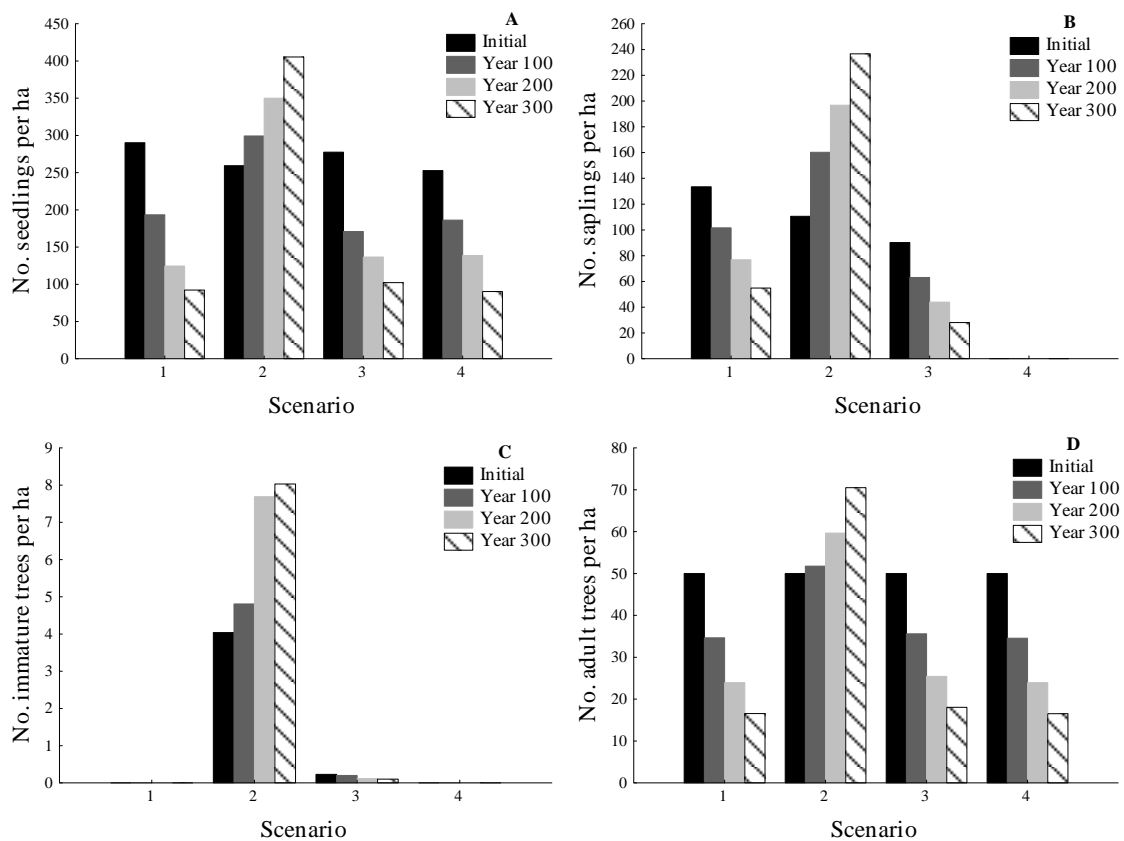 A
Initial
Year 100
Year 200
Year 300
No. seedlings per ha
450
400
350
300
250
200
150
100
50
0
1 2 3 4
Scenario
B
Initial
Year 100
Year 200
Year 300
No. saplings per ha
260
240
220
200
180
160
140
120
100
80
60
40
20
0
1 2 3 4
Scenario
C
Initial
Year 100
Year 200
Year 300
No. immature trees per ha
9
8
7
6
5
4
3
2
1
0
1 2 3 4
Scenario
D
Initial
Year 100
Year 200
Year 300
No. adult trees per ha
80
70
60
50
40
30
20
10
0
1 2 3 4
Scenario